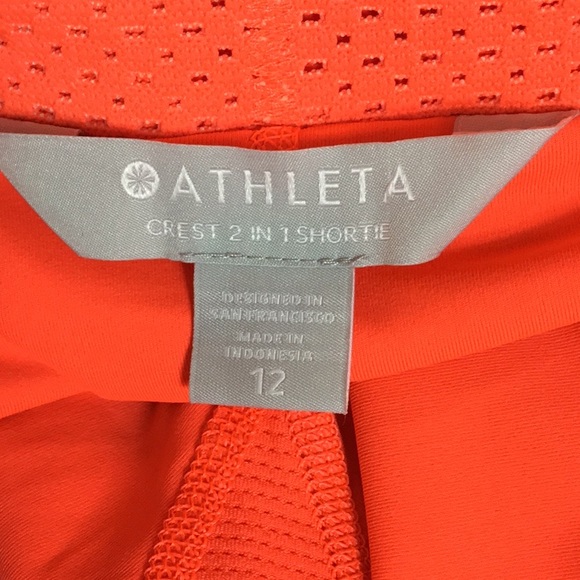 ATHLETA
CREST 2 IN 1 SHORTIE
DESIGNED IN
SAN FRANCISCO
MADE IN
INDONESIA
12